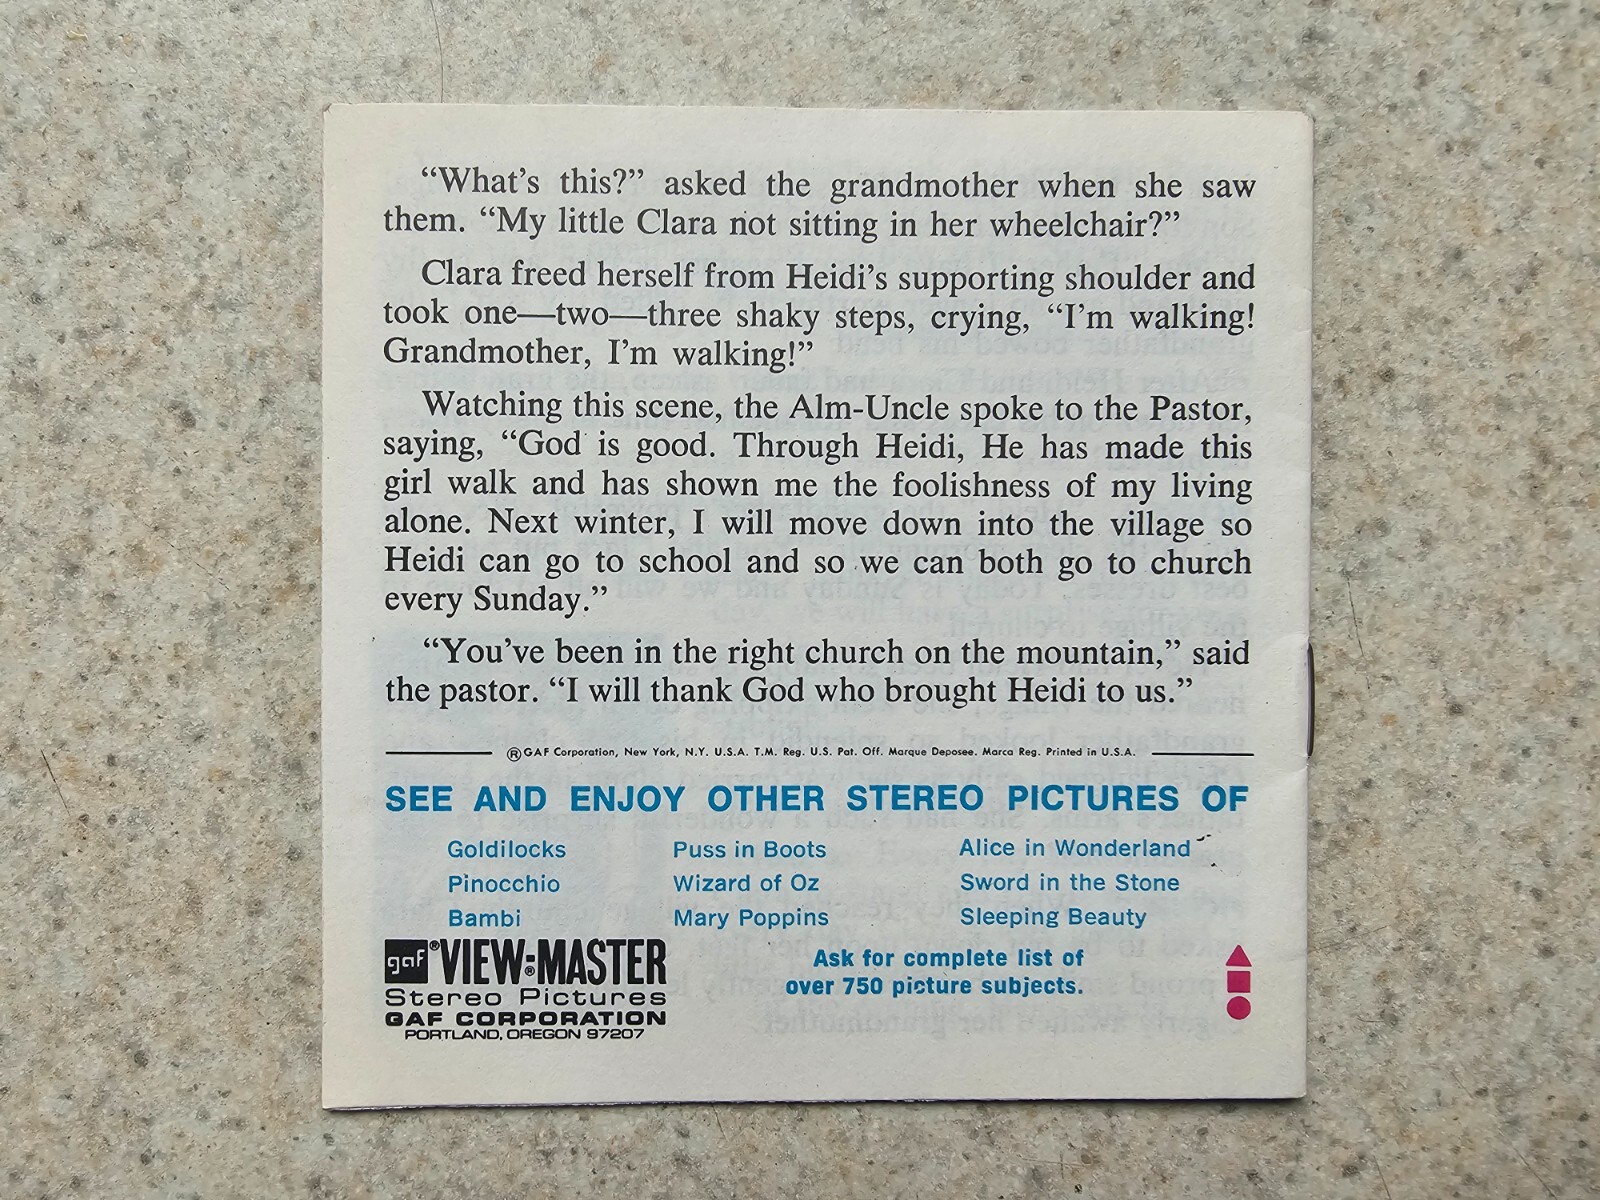 “What’s this?” asked the grandmother when she saw
them. “My little Clara not sitting in her wheelchair?”
Clara freed herself from Heidi’s supporting shoulder and
took one—two—three shaky steps, crying, “I’m walking!
Grandmother, I’m walking!”
Watching this scene, the Alm-Uncle spoke to the Pastor,
saying, “God is good. Through Heidi, He has made this
girl walk and has shown me the foolishness of my living
alone. Next winter, I will move down into the village so
Heidi can go to school and so we can both go to church
every Sunday.”
“You’ve been in the right church on the mountain,” said
the pastor. “I will thank God who brought Heidi to us.”
®GAF Corporation, New York, N.Y. U.S.A. T.M. Reg. U.S. Pat. Off. Marque Deposee. Marca Reg. Printed in U.S.A.
SEE AND ENJOY OTHER STEREO PICTURES OF
Goldilocks Puss in Boots Alice in Wonderland
Pinocchio Wizard of Oz Sword in the Stone
Bambi Mary Poppins Sleeping Beauty
gaf® VIEW-MASTER®
Stereo Pictures
GAF CORPORATION
PORTLAND, OREGON 97207
Ask for complete list of
over 750 picture subjects.